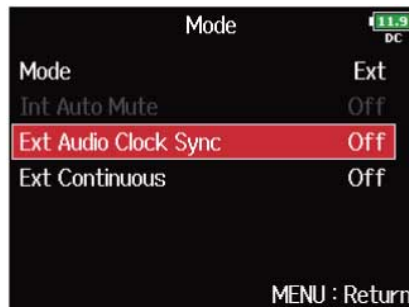 Mode
11.9
DC
Mode Ext
Int Auto Mute Off
Ext Audio Clock Sync Off
Ext Continuous Off
MENU : Return